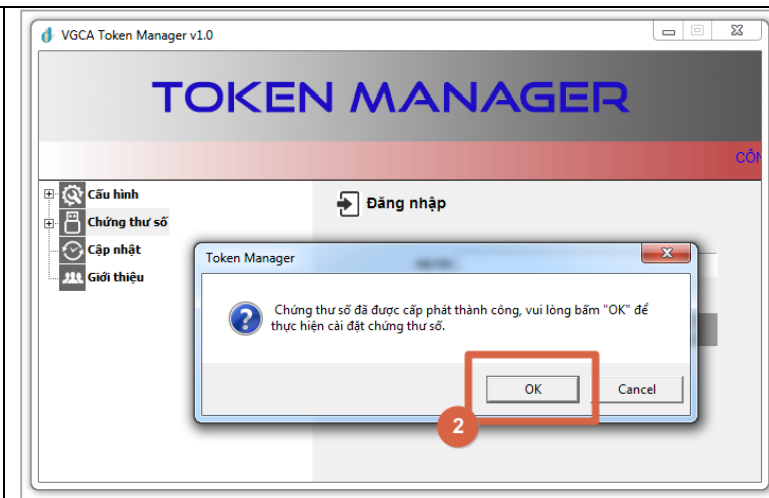 VGCA Token Manager v1.0
TOKEN MANAGER
CÔN
Cấu hình
Chứng thư số
Cập nhật
Giới thiệu
Đăng nhập
Token Manager
Chứng thư số đã được cấp phát thành công, vui lòng bấm "OK" để
thực hiện cài đặt chứng thư số.
OK
Cancel
2